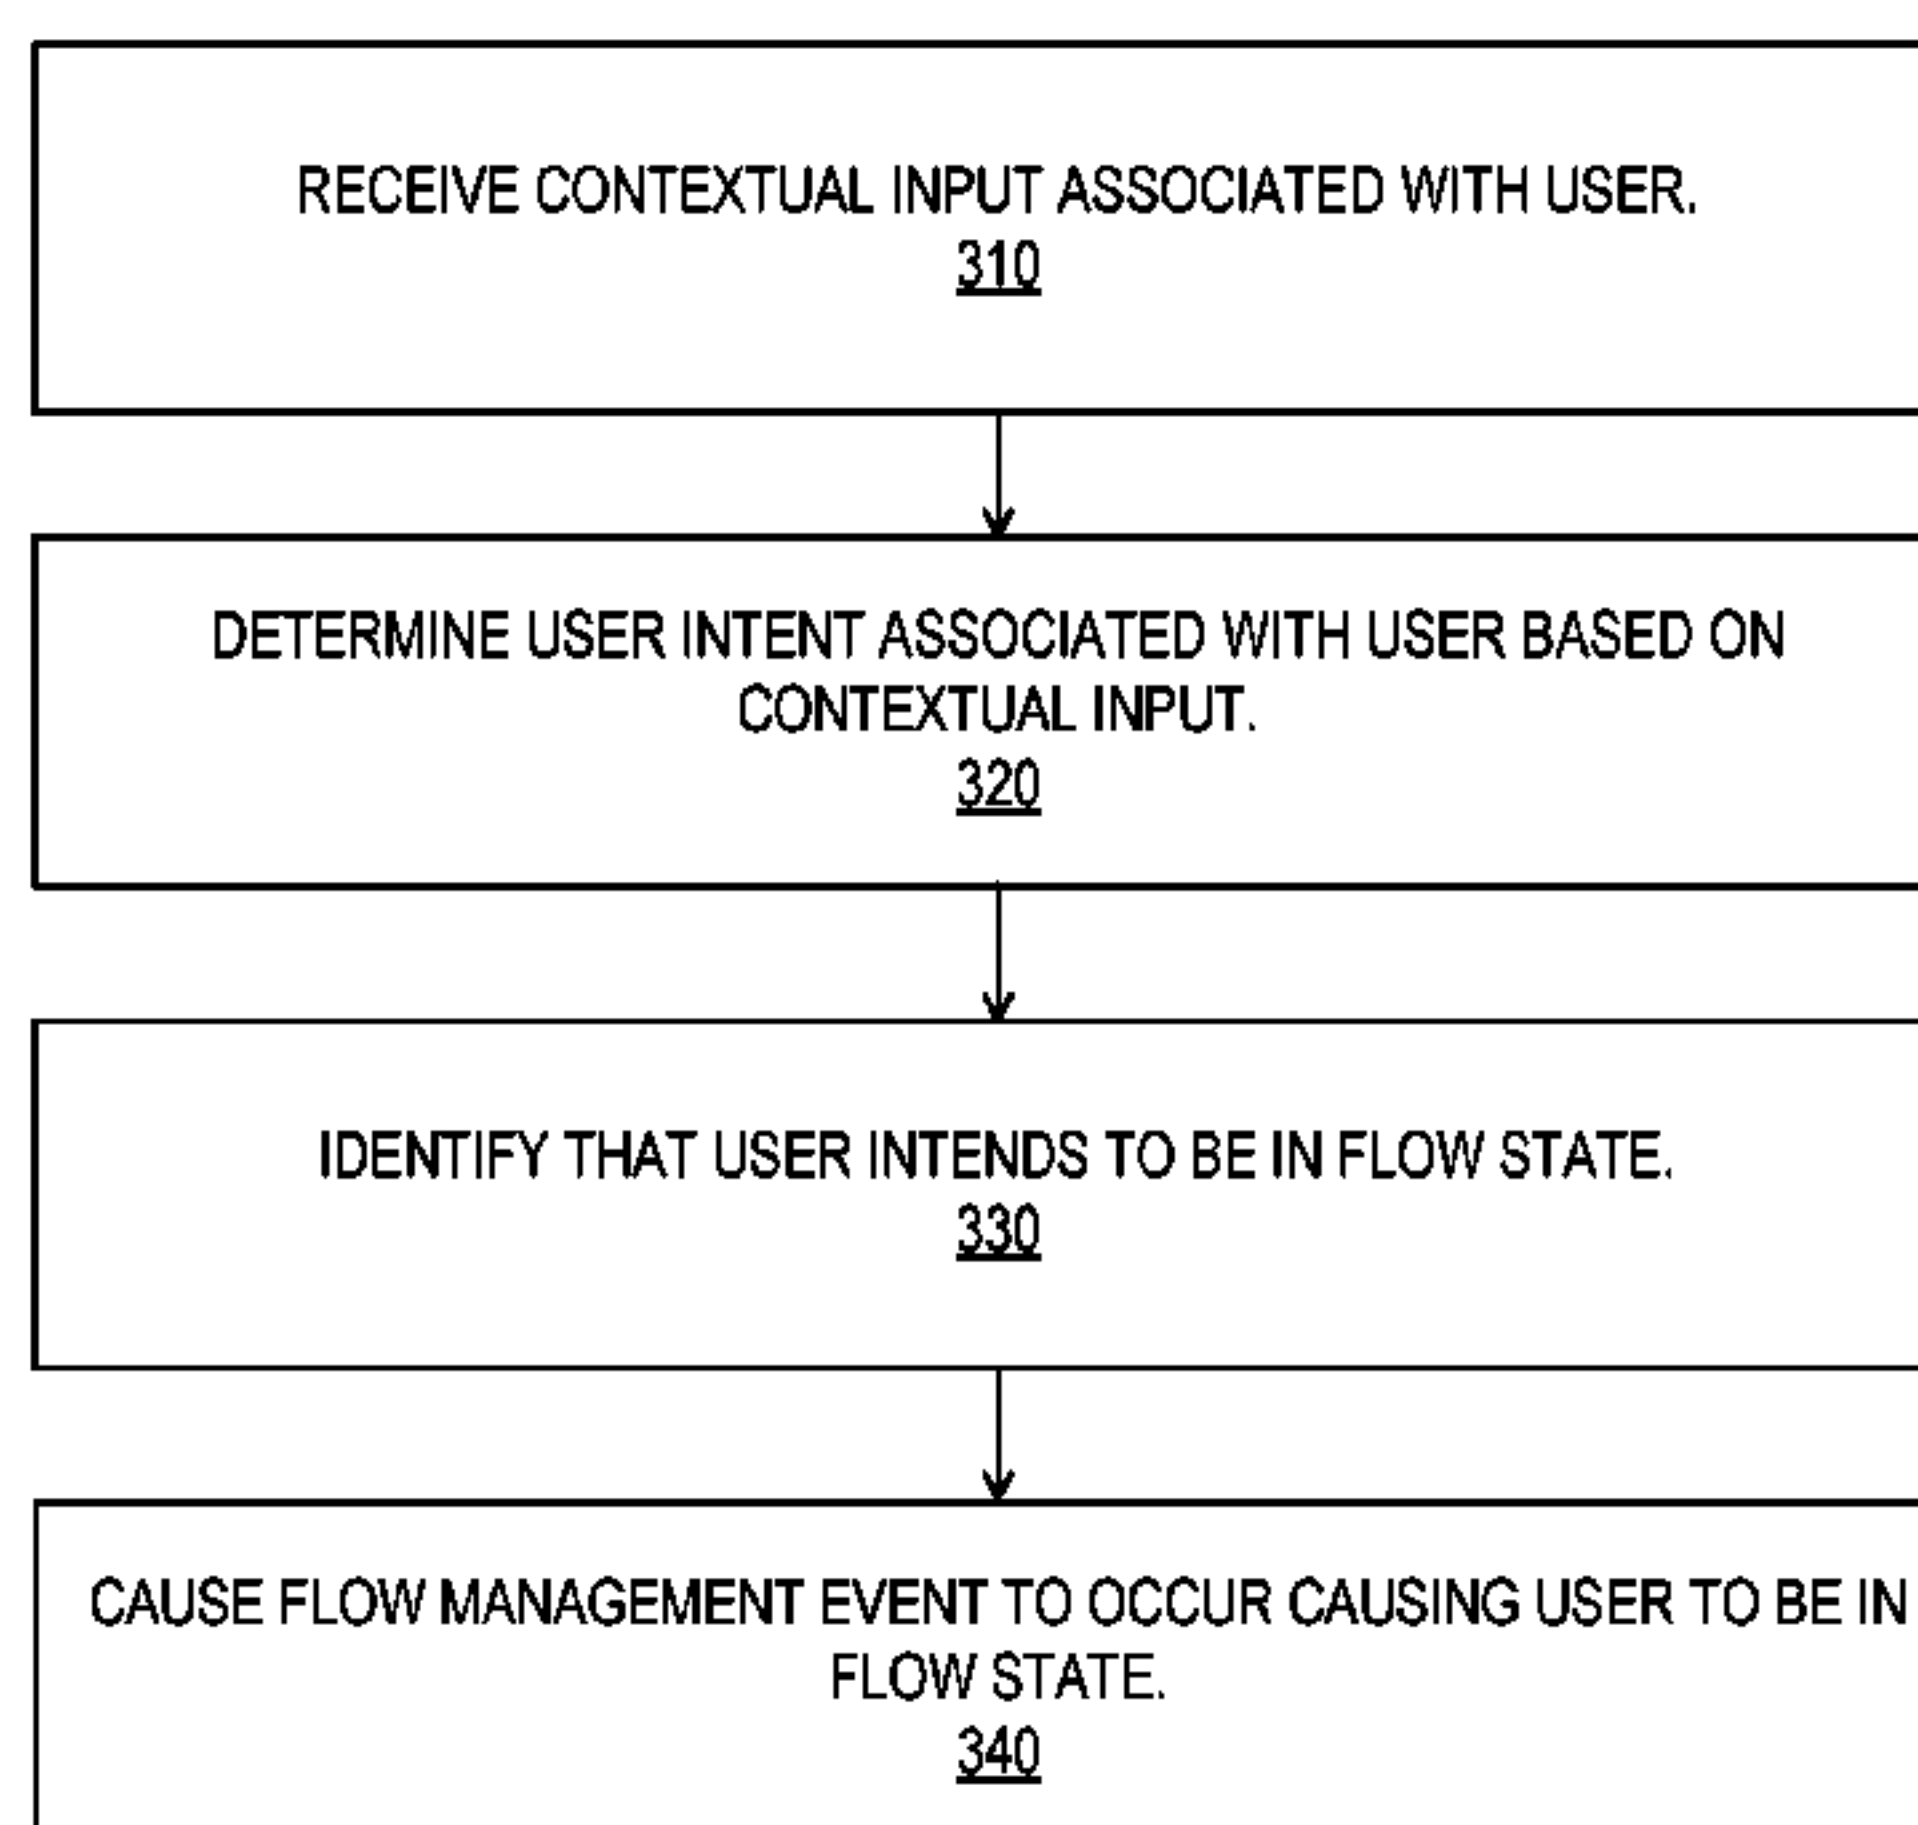 RECEIVE CONTEXTUAL INPUT ASSOCIATED WITH USER.
310
DETERMINE USER INTENT ASSOCIATED WITH USER BASED ON
CONTEXTUAL INPUT.
320
IDENTIFY THAT USER INTENDS TO BE IN FLOW STATE.
330
CAUSE FLOW MANAGEMENT EVENT TO OCCUR CAUSING USER TO BE IN
FLOW STATE.
340